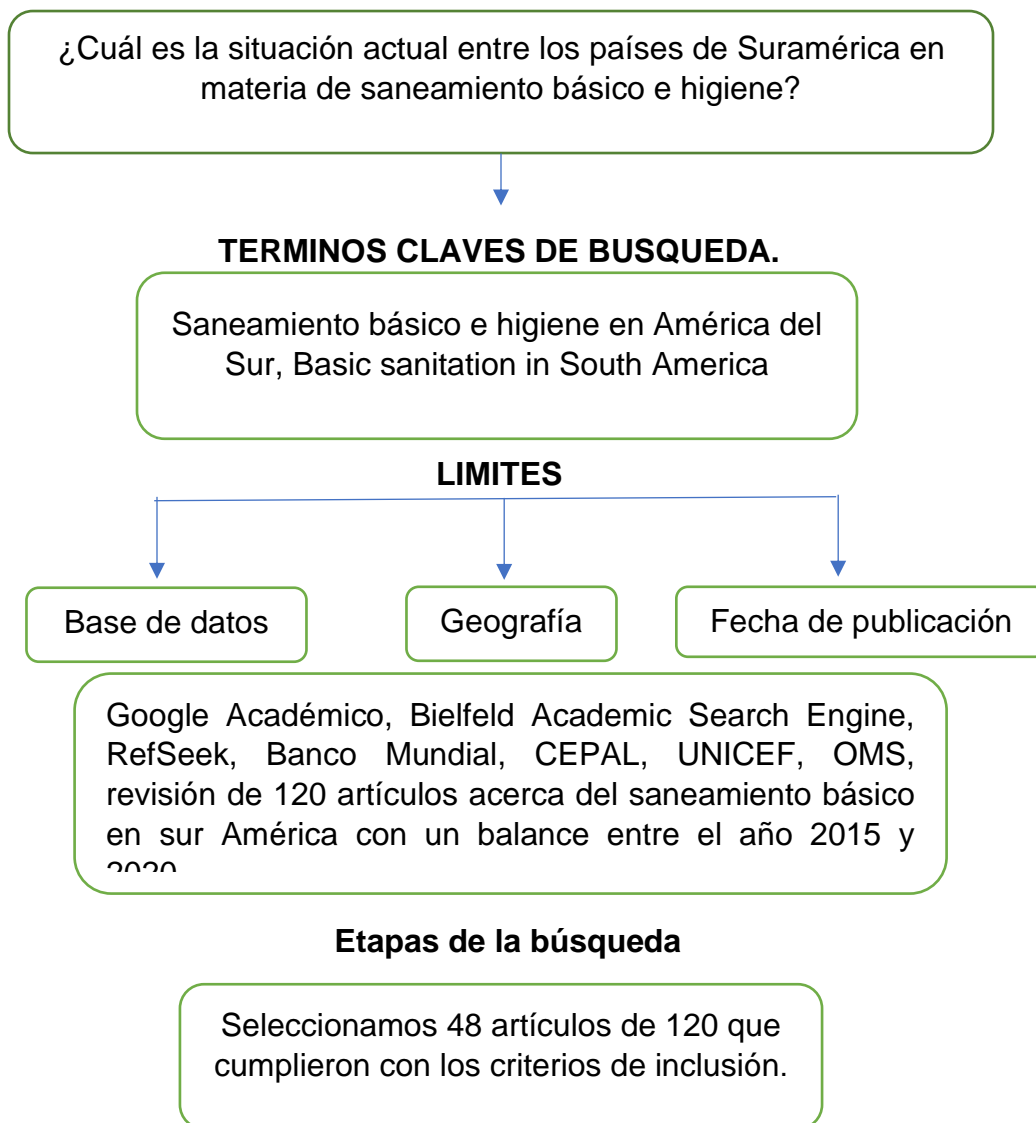 ¿Cuál es la situación actual entre los países de Suramérica en
materia de saneamiento básico e higiene?
TERMINOS CLAVES DE BUSQUEDA.
Saneamiento básico e higiene en América del
Sur, Basic sanitation in South America
LIMITES
Base de datos
Geografía
Fecha de publicación
Google Académico, Bielfeld Academic Search Engine,
RefSeek, Banco Mundial, CEPAL, UNICEF, OMS,
revisión de 120 artículos acerca del saneamiento básico
en sur América con un balance entre el año 2015 y
2020
Etapas de la búsqueda
Seleccionamos 48 artículos de 120 que
cumplieron con los criterios de inclusión.